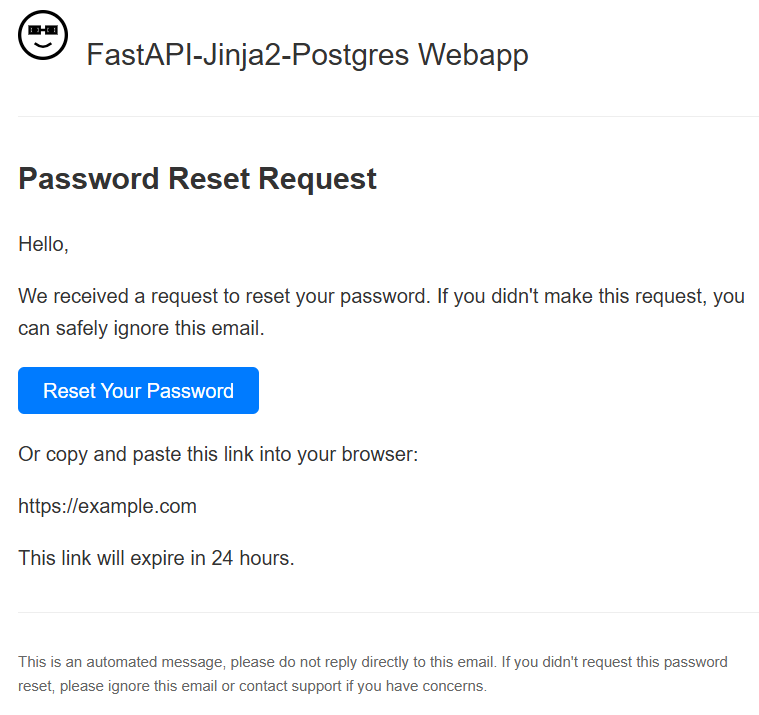 FastAPI-Jinja2-Postgres Webapp
Password Reset Request
Hello,
We received a request to reset your password. If you didn't make this request, you
can safely ignore this email.
Reset Your Password
Or copy and paste this link into your browser:
https://example.com
This link will expire in 24 hours.
This is an automated message, please do not reply directly to this email. If you didn't request this password
reset, please ignore this email or contact support if you have concerns.